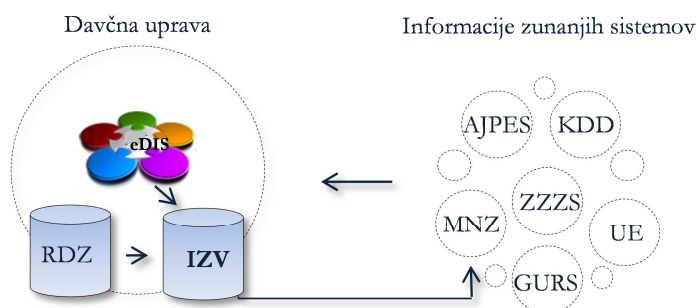 Davčna uprava
Informacije zunanjih sistemov
eDIS
RDZ
IZV
AJPES
KDD
ZZZS
MNZ
UE
GURS